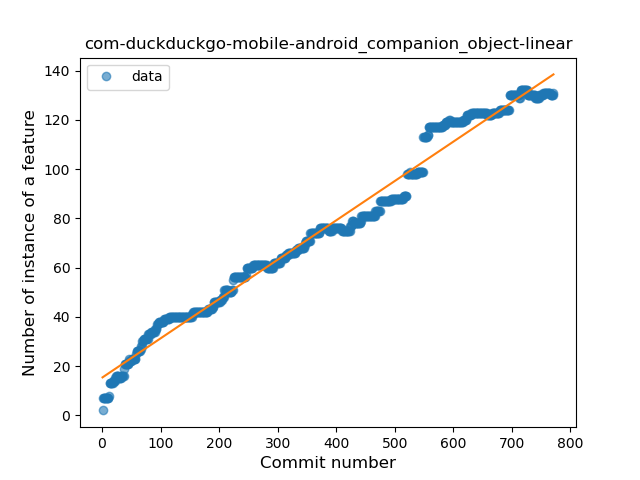 com-duckduckgo-mobile-android_companion_object-linear
data
Number of instance of a feature
140
120
100
80
60
40
20
0
0 100 200 300 400 500 600 700 800
Commit number